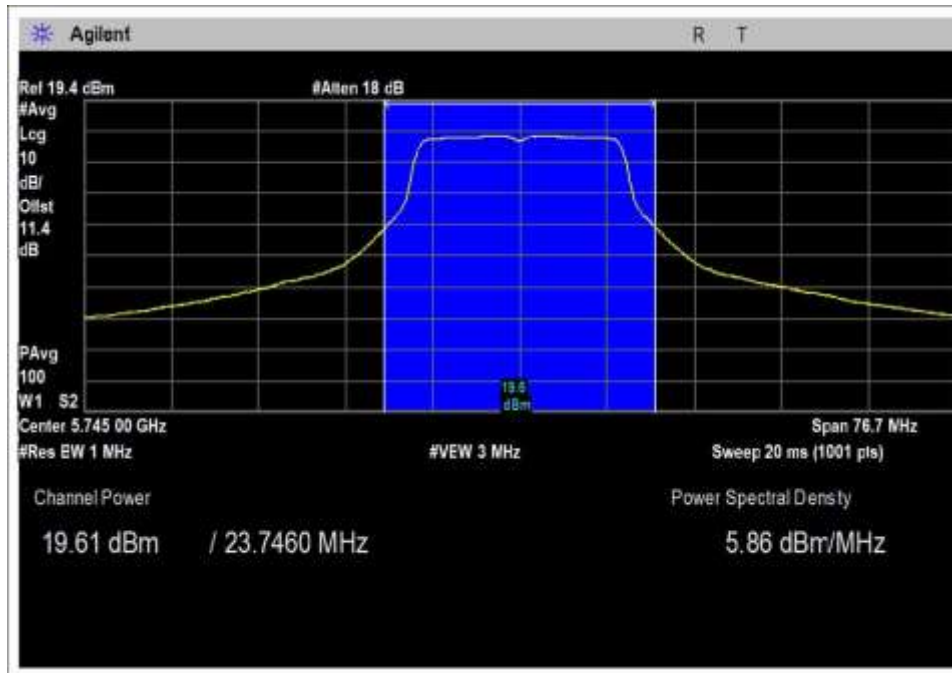 Agilent R T
Ref 19.4 dBm #Atten 18 dB
#Avg
Log
10
dB/
Offst
11.4
dB
PAvg
100
W1 S2
19.6
dBm
Center 5.745 00 GHz Span 76.7 MHz
#Res BW 1 MHz #VBW 3 MHz Sweep 20 ms (1001 pts)
Channel Power Power Spectral Density
19.61 dBm / 23.7460 MHz 5.86 dBm/MHz